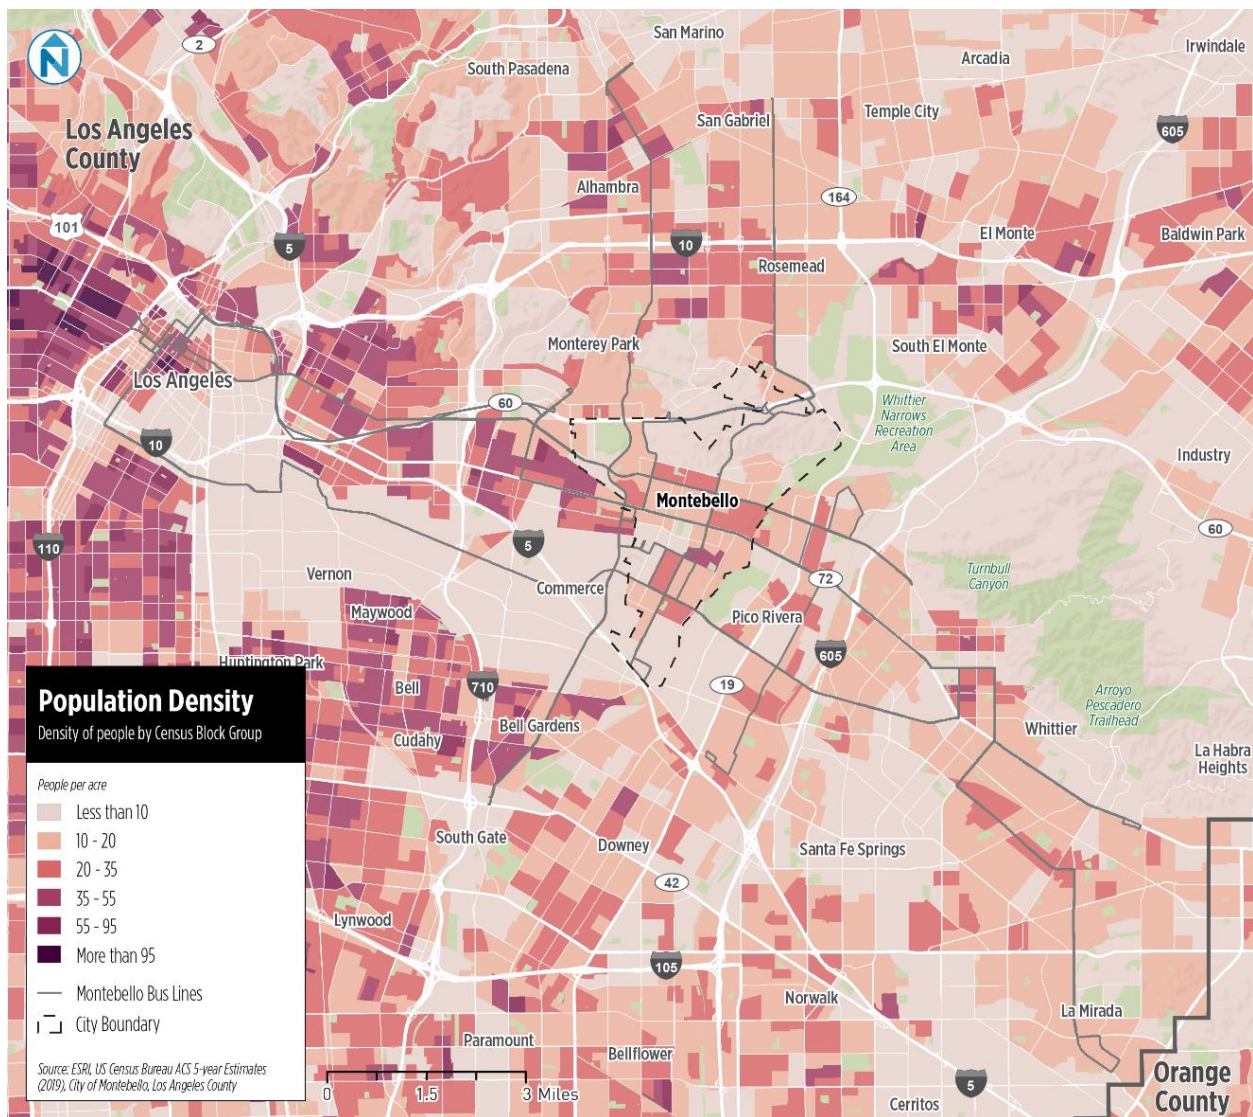 N
2
San Marino
Arcadia
Irwindale
South Pasadena
Temple City
San Gabriel
Los Angeles
County
605
Alhambra
164
101
5
10
El Monte
Baldwin Park
Rosemead
Monterey Park
South El Monte
Los Angeles
60
Whittier
Narrows
Recreation
Area
10
Industry
Montebello
60
110
5
Vernon
Commerce
72
Turnbull
Canyon
Maywood
Pico Rivera
Huntington Park
605
Bell
710
19
Arroyo
Pescadero
Trailhead
Bell Gardens
Whittier
Cudahy
La Habra
Heights
South Gate
Downey
Santa Fe Springs
42
Lynwood
105
Norwalk
La Mirada
Paramount
Bellflower
5
Orange
County
Cerritos
Population Density
Density of people by Census Block Group
People per acre
Less than 10
10 - 20
20 - 35
35 - 55
55 - 95
More than 95
Montebello Bus Lines
City Boundary
Source: ESRI, US Census Bureau ACS 5-year Estimates
(2019), City of Montebello, Los Angeles County
0 1.5 3 Miles